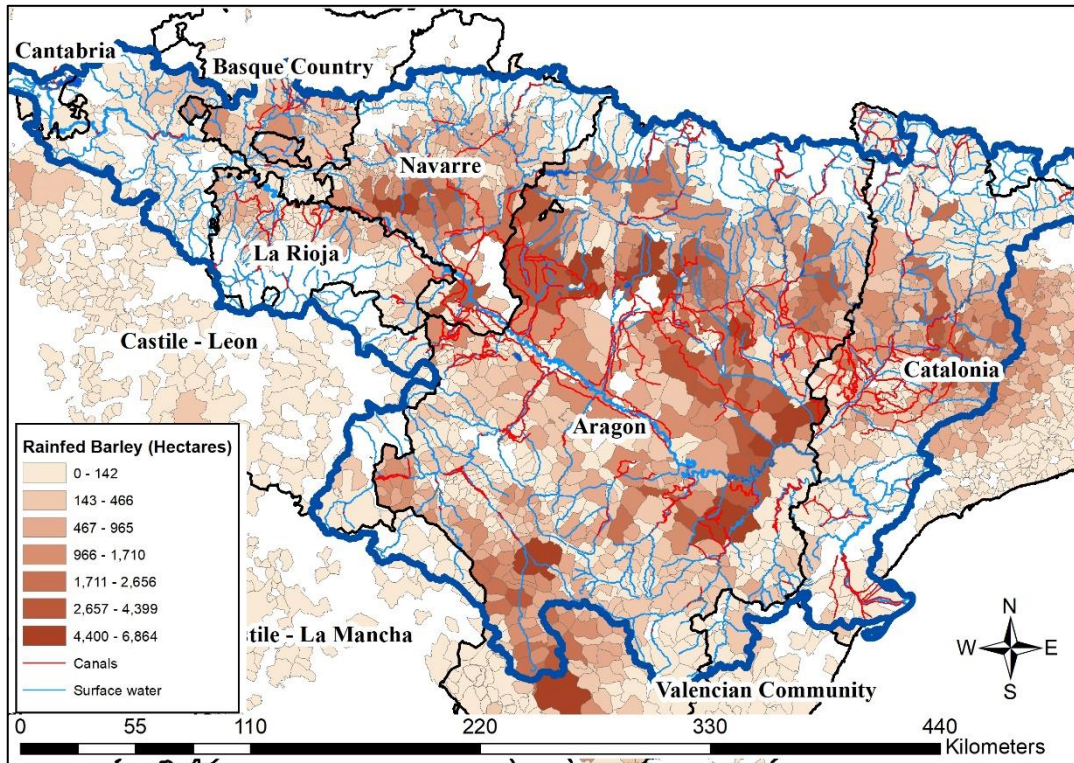 Cantabria
Basque Country
Navarre
La Rioja
Castile - Leon
Catalonia
Aragon
Rainfed Barley (Hectares)
0 - 142
143 - 466
467 - 965
966 - 1,710
1,711 - 2,656
2,657 - 4,399
4,400 - 6,864
Canals
Surface water
stile - La Mancha
Valencian Community
N
W E
S
0 55 110 220 330 440
Kilometers